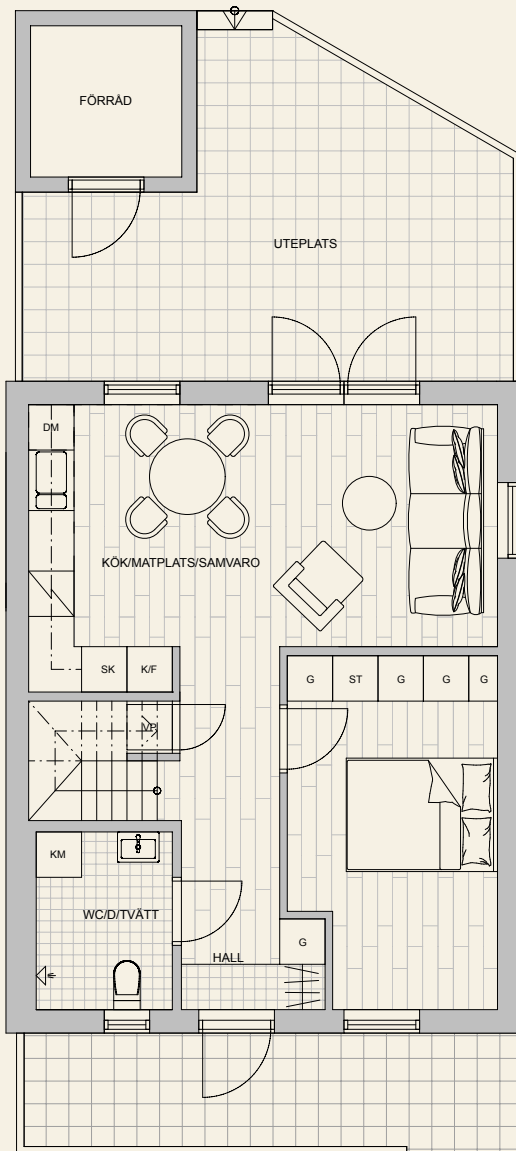 FÖRRÅD
UTEPLATS
DM
KÖK/MATPLATS/SAMVARO
SK K/F
G ST G G G
VP
KM
WC/D/TVÄTT
G
HALL